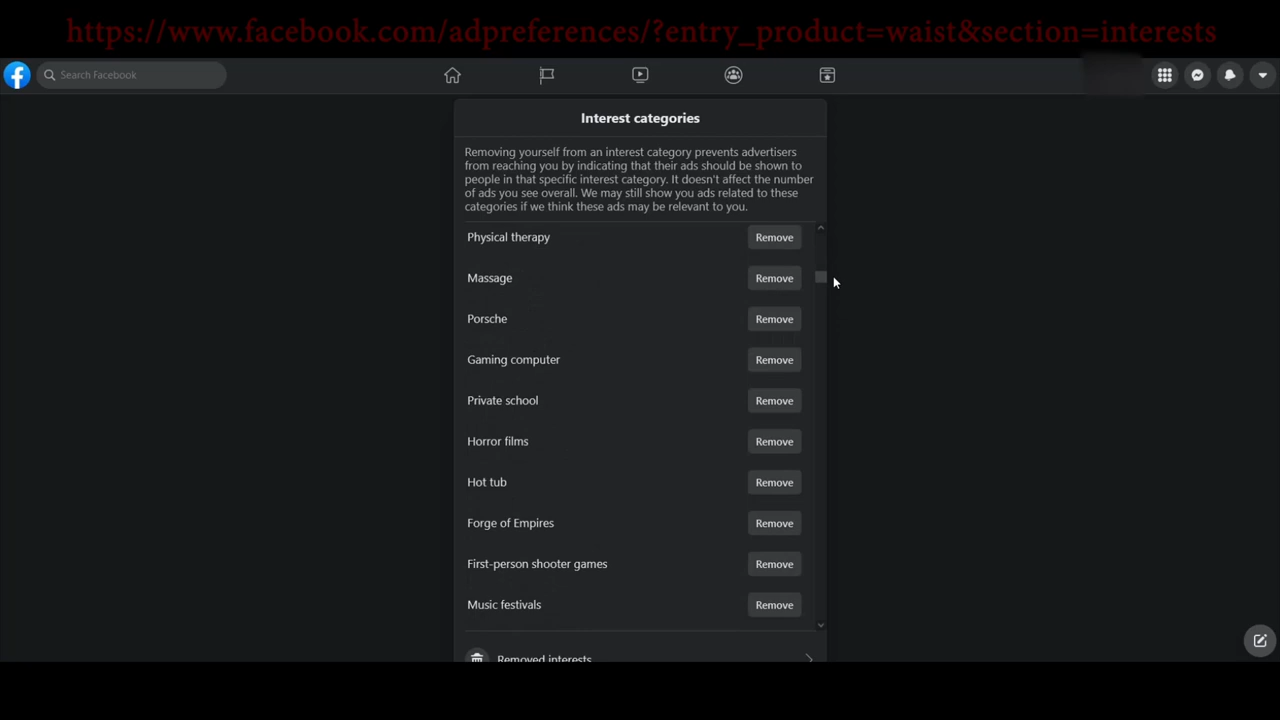 https://www.facebook.com/adpreferences/?entry_product=waist&section=interests
Search Facebook
Interest categories
Removing yourself from an interest category prevents advertisers
from reaching you by indicating that their ads should be shown to
people in that specific interest category. It doesn't affect the number
of ads you see overall. We may still show you ads related to these
categories if we think these ads may be relevant to you.
Physical therapy Remove
Massage Remove
Porsche Remove
Gaming computer Remove
Private school Remove
Horror films Remove
Hot tub Remove
Forge of Empires Remove
First-person shooter games Remove
Music festivals Remove
Removed interests